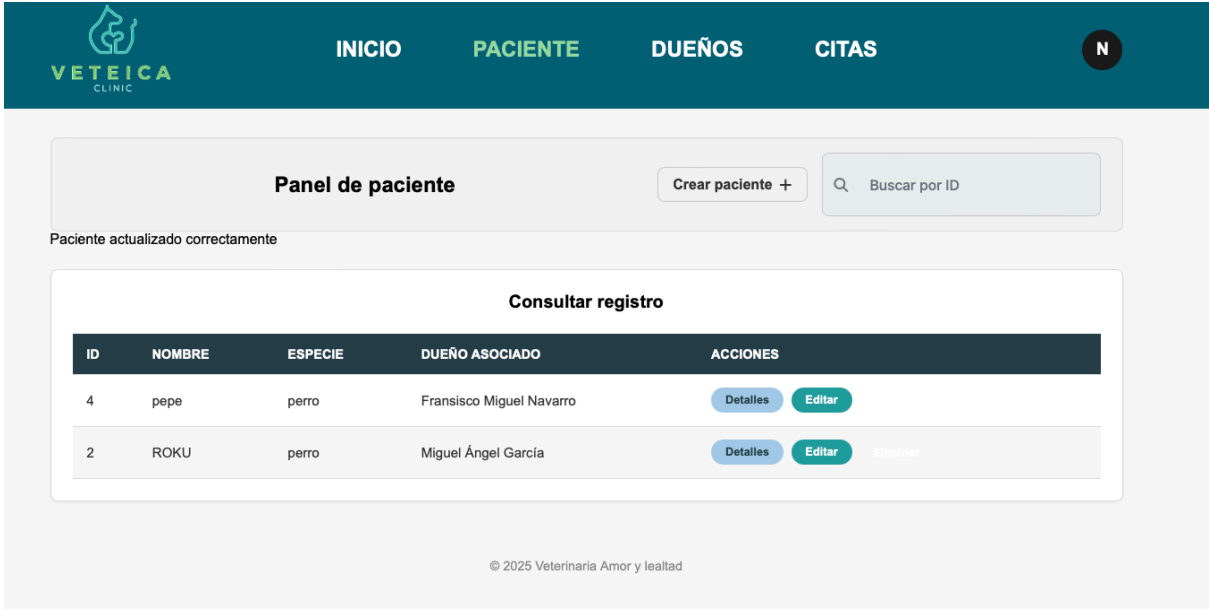 VETEICA
CLINIC
INICIO PACIENTE DUEÑOS CITAS N
Panel de paciente Crear paciente + Buscar por ID
Paciente actualizado correctamente
Consultar registro
ID NOMBRE ESPECIE DUEÑO ASOCIADO ACCIONES
4 pepe perro Fransisco Miguel Navarro Detalles Editar
2 ROKU perro Miguel Ángel García Detalles Editar Eliminar
© 2025 Veterinaria Amor y lealtad